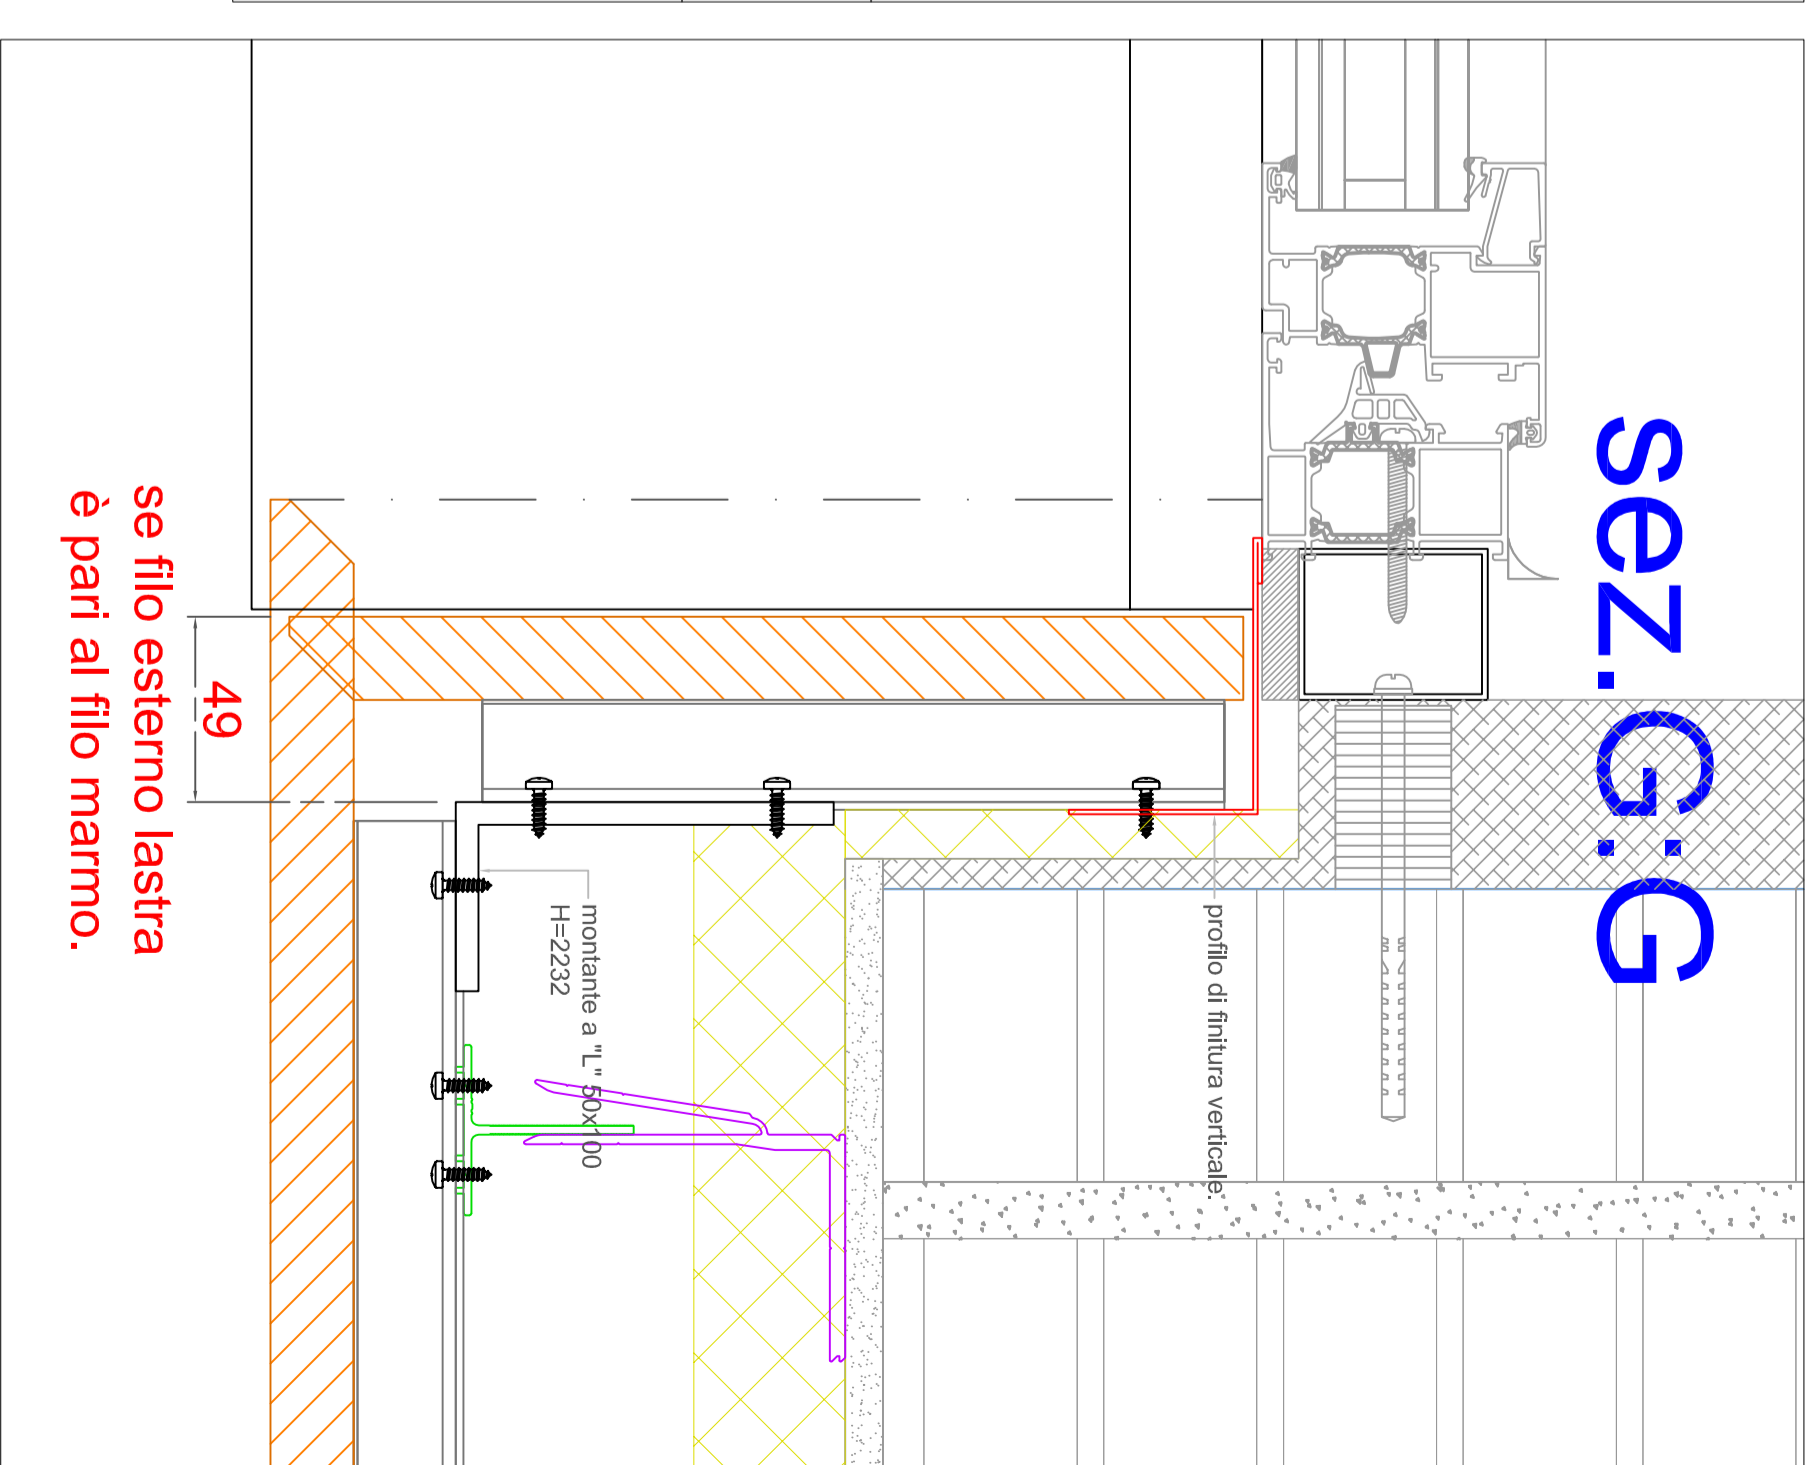 sez. G:G
profilo di finitura verticale.
montante a "L" 50x100
H=2232
49
se filo esterno lastra
è pari al filo marmo.